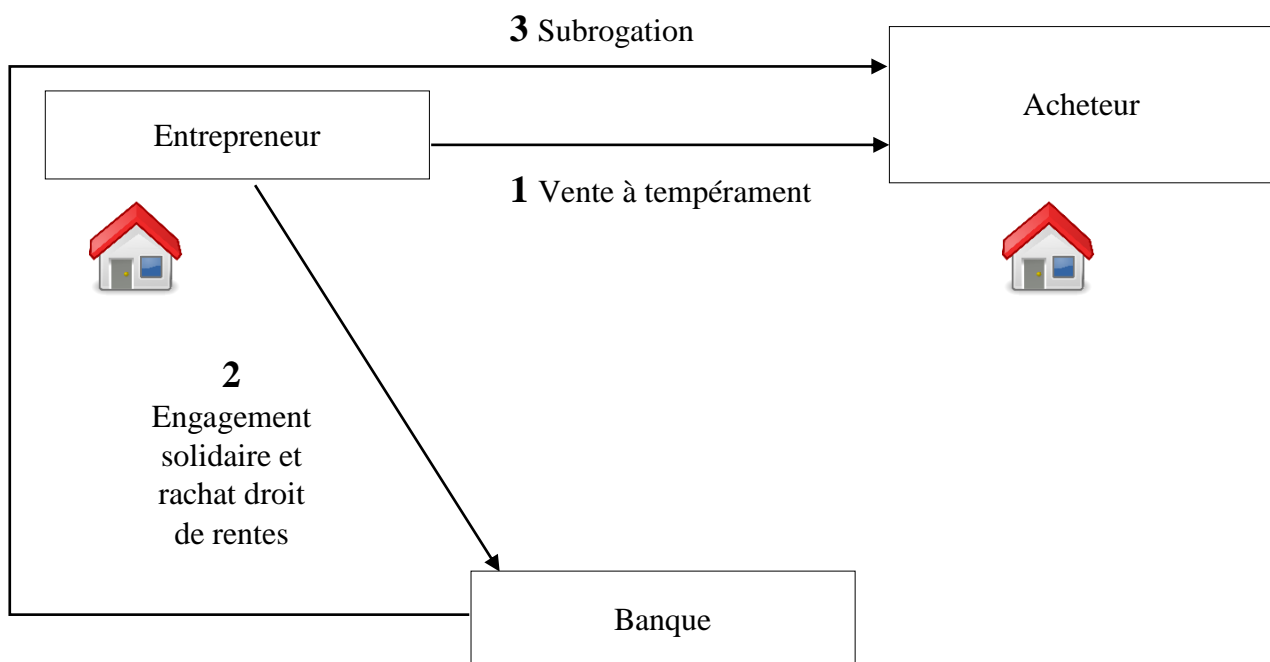 3 Subrogation
Acheteur
Entrepreneur
1 Vente à tempérament
2
Engagement
solidaire et
rachat droit
de rentes
Banque